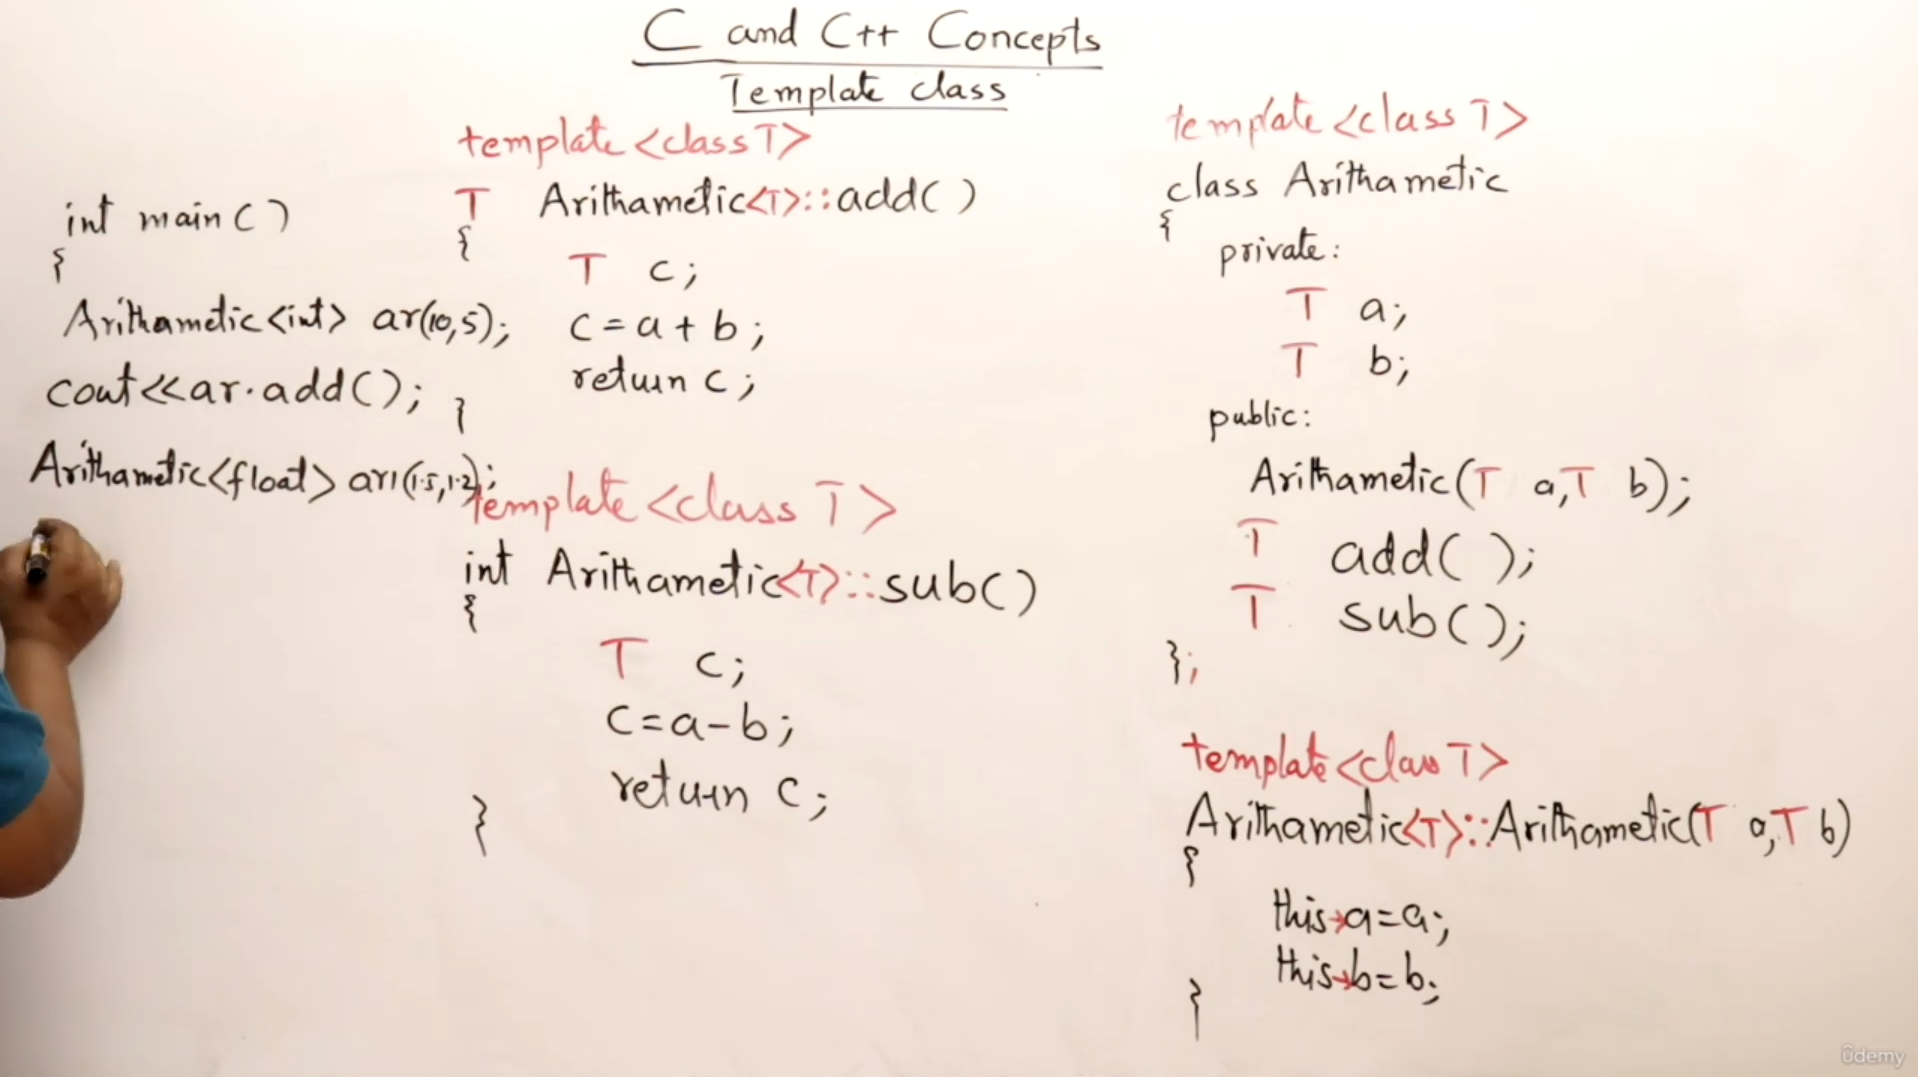 C and C++ Concepts
Template class
int main()
{
Arithametic<int> ar(10,5);
cout<<ar.add();
Arithametic<float> ar1(1.5,1.2);
template<class T>
T Arithametic<T>::add()
{
T c;
c=a+b;
return c;
}
template<class T>
int Arithametic<T>::sub()
{
T c;
c=a-b;
return c;
}
template<class T>
class Arithametic
{
private:
T a;
T b;
public:
Arithametic(T a,T b);
T add();
T sub();
};
template<class T>
Arithametic<T>::Arithametic(T a,T b)
{
this→a=a;
this→b=b;
}
ûdemy